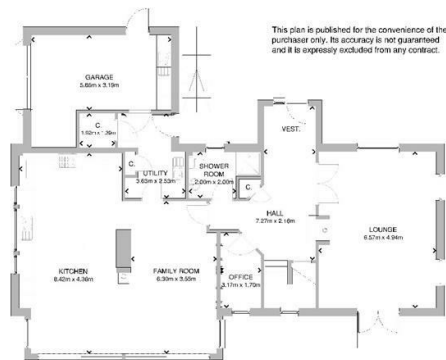 This plan is published for the convenience of the
purchaser only. Its accuracy is not guaranteed
and it is expressly excluded from any contract.
GARAGE
5.66m x 3.19m
C.
VEST.
C.
UTILITY
3.63m x 2.53m
SHOWER
ROOM
2.00m x 2.00m
C.
HALL
7.27m x 2.10m
LOUNGE
6.57m x 4.94m
KITCHEN
6.42m x 4.30m
FAMILY ROOM
6.30m x 3.55m
OFFICE
3.17m x 1.70m